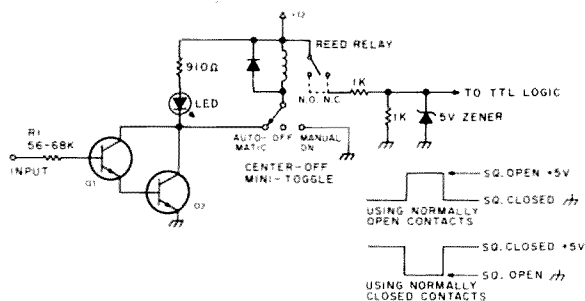 +12
REED RELAY
910Ω
LED
N.O. N.C.
1K
TO TTL LOGIC
1K
5V ZENER
R1
56-68K
INPUT
Q1
Q2
AUTO-
MATIC
OFF
MANUAL
ON
CENTER-OFF
MINI-TOGGLE
SQ. OPEN +5V
SQ. CLOSED
USING NORMALLY
OPEN CONTACTS
SQ. CLOSED +5V
SQ. OPEN
USING NORMALLY
CLOSED CONTACTS